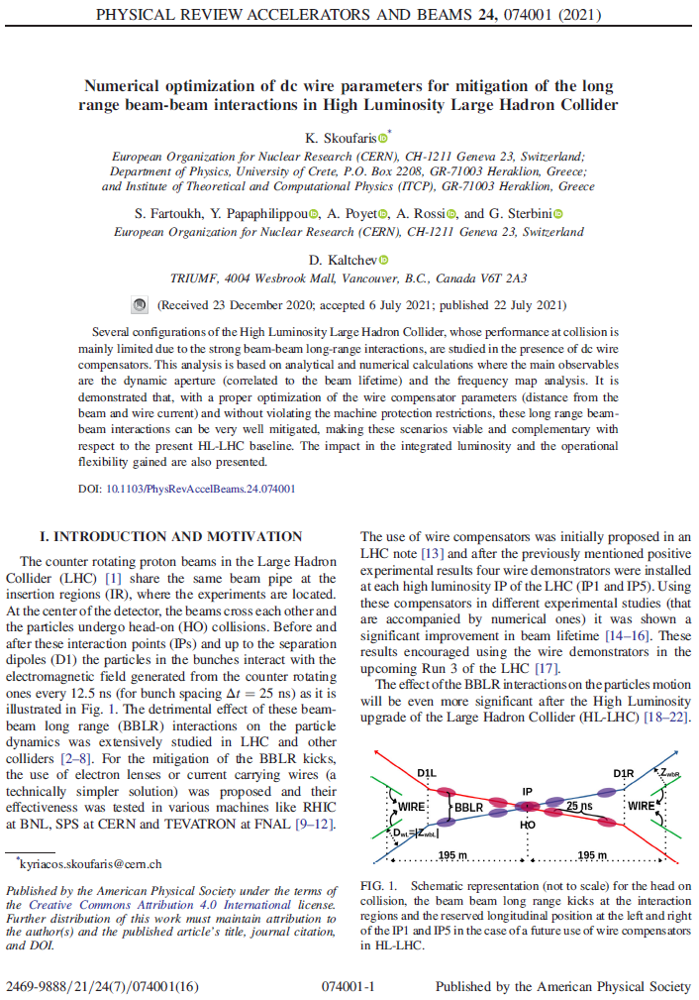 PHYSICAL REVIEW ACCELERATORS AND BEAMS 24, 074001 (2021)
Numerical optimization of dc wire parameters for mitigation of the long
range beam-beam interactions in High Luminosity Large Hadron Collider
K. Skoufaris*
European Organization for Nuclear Research (CERN), CH-1211 Geneva 23, Switzerland;
Department of Physics, University of Crete, P.O. Box 2208, GR-71003 Heraklion, Greece;
and Institute of Theoretical and Computational Physics (ITCP), GR-71003 Heraklion, Greece
S. Fartoukh, Y. Papaphilippou, A. Poyet, A. Rossi, and G. Sterbini
European Organization for Nuclear Research (CERN), CH-1211 Geneva 23, Switzerland
D. Kaltchev
TRIUMF, 4004 Wesbrook Mall, Vancouver, B.C., Canada V6T 2A3
(Received 23 December 2020; accepted 6 July 2021; published 22 July 2021)
Several configurations of the High Luminosity Large Hadron Collider, whose performance at collision is
mainly limited due to the strong beam-beam long-range interactions, are studied in the presence of dc wire
compensators. This analysis is based on analytical and numerical calculations where the main observables
are the dynamic aperture (correlated to the beam lifetime) and the frequency map analysis. It is
demonstrated that, with a proper optimization of the wire compensator parameters (distance from the
beam and wire current) and without violating the machine protection restrictions, these long range beam-
beam interactions can be very well mitigated, making these scenarios viable and complementary with
respect to the present HL-LHC baseline. The impact in the integrated luminosity and the operational
flexibility gained are also presented.
DOI: 10.1103/PhysRevAccelBeams.24.074001
I. INTRODUCTION AND MOTIVATION
The counter rotating proton beams in the Large Hadron
Collider (LHC) [1] share the same beam pipe at the
insertion regions (IR), where the experiments are located.
At the center of the detector, the beams cross each other and
the particles undergo head-on (HO) collisions. Before and
after these interaction points (IPs) and up to the separation
dipoles (D1) the particles in the bunches interact with the
electromagnetic field generated from the counter rotating
ones every 12.5 ns (for bunch spacing Δt = 25 ns) as it is
illustrated in Fig. 1. The detrimental effect of these beam-
beam long range (BBLR) interactions on the particle
dynamics was extensively studied in LHC and other
colliders [2–8]. For the mitigation of the BBLR kicks,
the use of electron lenses or current carrying wires (a
technically simpler solution) was proposed and their
effectiveness was tested in various machines like RHIC
at BNL, SPS at CERN and TEVATRON at FNAL [9–12].
*kyriacos.skoufaris@cern.ch
Published by the American Physical Society under the terms of
the Creative Commons Attribution 4.0 International license.
Further distribution of this work must maintain attribution to
the author(s) and the published article's title, journal citation,
and DOI.
The use of wire compensators was initially proposed in an
LHC note [13] and after the previously mentioned positive
experimental results four wire demonstrators were installed
at each high luminosity IP of the LHC (IP1 and IP5). Using
these compensators in different experimental studies (that
are accompanied by numerical ones) it was shown a
significant improvement in beam lifetime [14–16]. These
results encouraged using the wire demonstrators in the
upcoming Run 3 of the LHC [17].
The effect of the BBLR interactions on the particles motion
will be even more significant after the High Luminosity
upgrade of the Large Hadron Collider (HL-LHC) [18–22].
D1L IP D1R ZwbR
WIRE BBLR 25 ns WIRE
DwL=|ZwbL| HO
195 m 195 m
FIG. 1. Schematic representation (not to scale) for the head on
collision, the beam beam long range kicks at the interaction
regions and the reserved longitudinal position at the left and right
of the IP1 and IP5 in the case of a future use of wire compensators
in HL-LHC.
2469-9888/21/24(7)/074001(16) 074001-1 Published by the American Physical Society